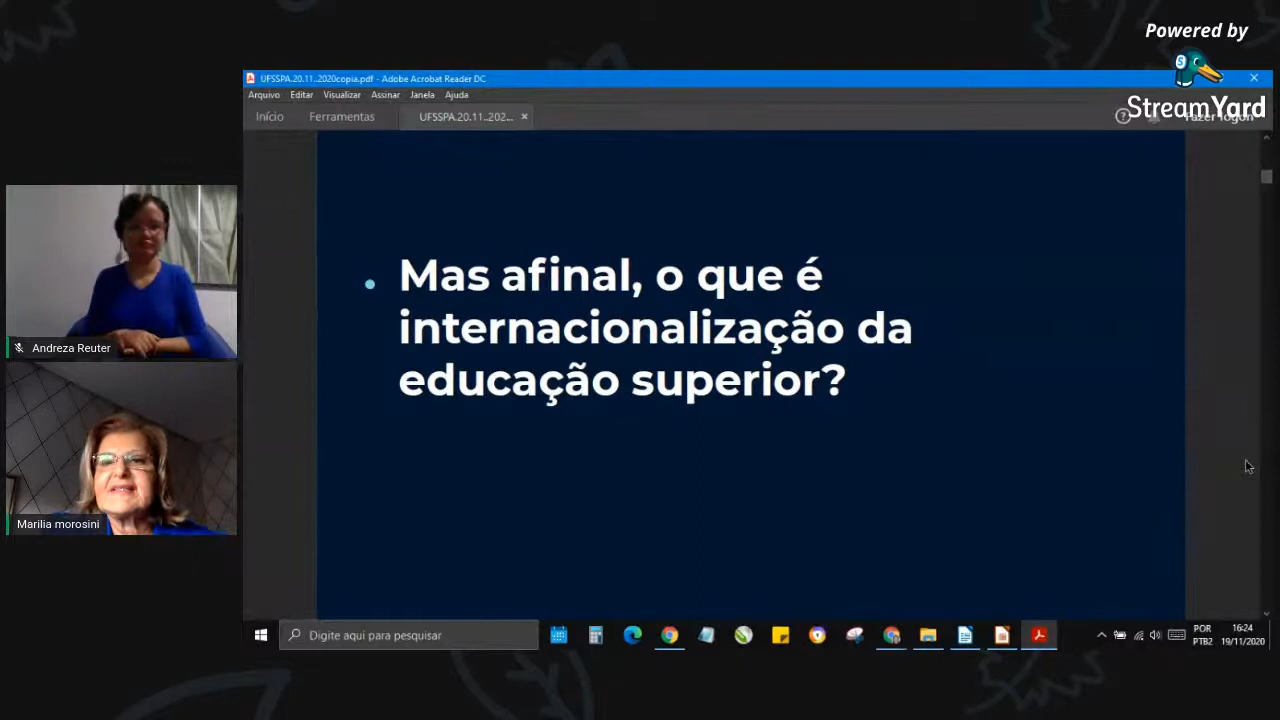 Powered by
StreamYard
UFSSPA.20.11..2020copia.pdf - Adobe Acrobat Reader DC
Arquivo Editar Visualizar Assinar Janela Ajuda
Início Ferramentas UFSSPA.20.11..202... × Fazer logon
• Mas afinal, o que é
internacionalização da
educação superior?
Andreza Reuter
Marilia morosini
Digite aqui para pesquisar
POR 16:24
PTB2 19/11/2020